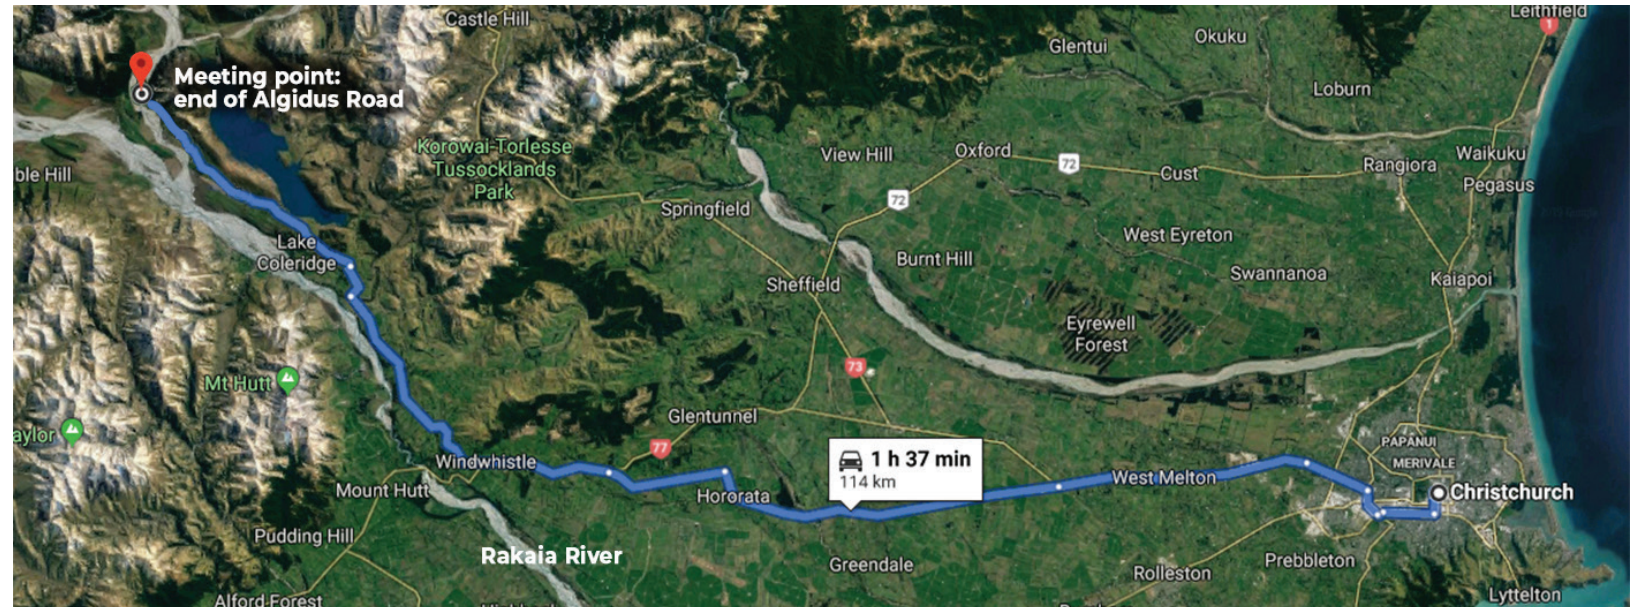 Castle Hill
Leithfield
1
Okuku
Glentui
Meeting point:
end of Algidus Road
Loburn
Korowai-Torlesse
Tussocklands
Park
View Hill
Oxford
72
Cust
Rangiora
Waikuku
Pegasus
ble Hill
72
Springfield
West Eyreton
Lake
Coleridge
Burnt Hill
Swannanoa
Kaiapoi
Sheffield
Eyrewell
Forest
73
Mt Hutt
Glentunnel
aylor
77
PAPANUI
MERIVALE
1 h 37 min
114 km
Windwhistle
West Melton
Mount Hutt
Hororata
Christchurch
Pudding Hill
Rakaia River
Greendale
Prebbleton
Rolleston
Alford Forest
Lyttelton